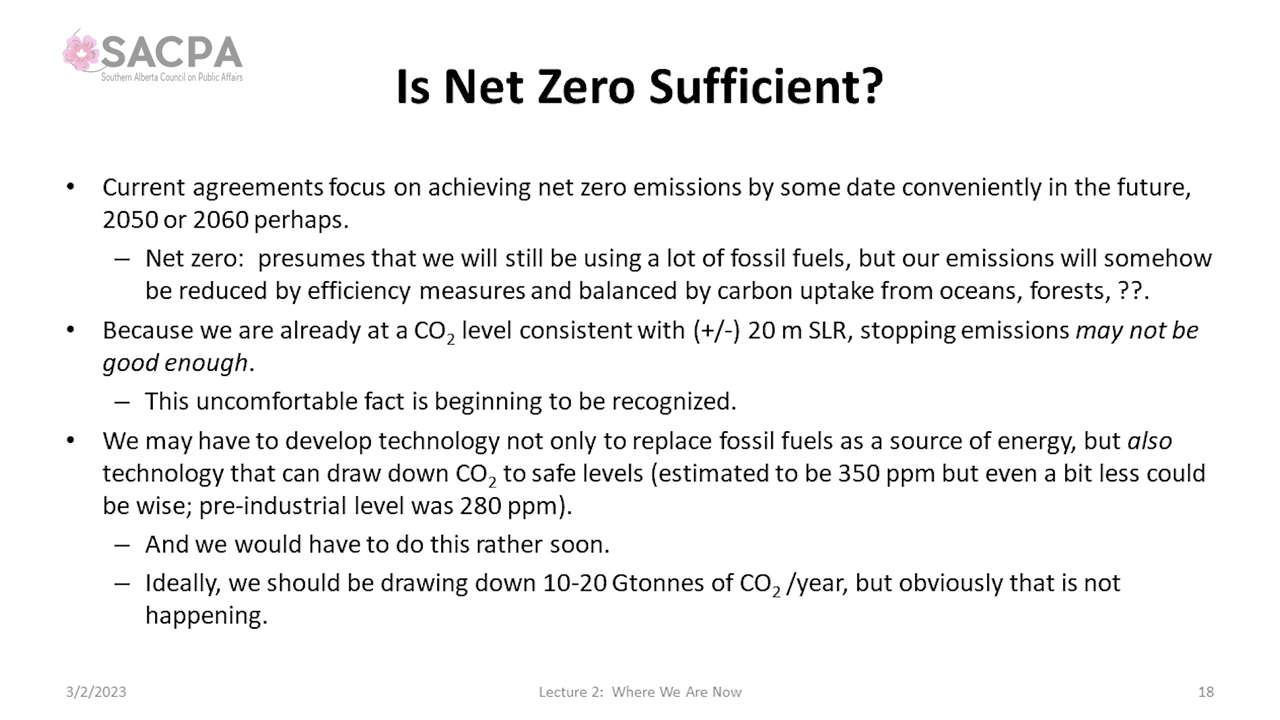 SACPA
Southern Alberta Council on Public Affairs
Is Net Zero Sufficient?
• Current agreements focus on achieving net zero emissions by some date conveniently in the future,
2050 or 2060 perhaps.
– Net zero:  presumes that we will still be using a lot of fossil fuels, but our emissions will somehow
be reduced by efficiency measures and balanced by carbon uptake from oceans, forests, ??.
• Because we are already at a CO₂ level consistent with (+/-) 20 m SLR, stopping emissions may not be
good enough.
– This uncomfortable fact is beginning to be recognized.
• We may have to develop technology not only to replace fossil fuels as a source of energy, but also
technology that can draw down CO₂ to safe levels (estimated to be 350 ppm but even a bit less could
be wise; pre-industrial level was 280 ppm).
– And we would have to do this rather soon.
– Ideally, we should be drawing down 10-20 Gtonnes of CO₂ /year, but obviously that is not
happening.
3/2/2023
Lecture 2:  Where We Are Now
18